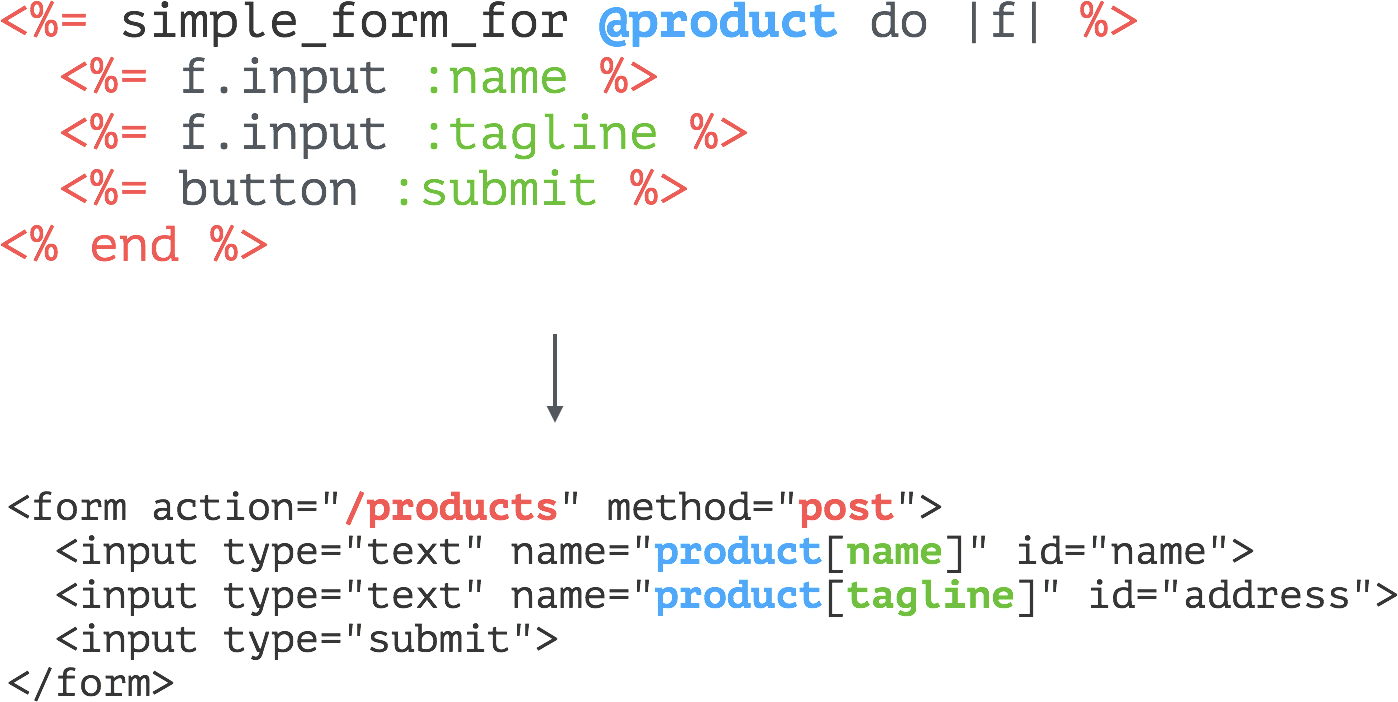 <%= simple_form_for @product do |f| %>
  <%= f.input :name %>
  <%= f.input :tagline %>
  <%= button :submit %>
<% end %>
<form action="/products" method="post">
  <input type="text" name="product[name]" id="name">
  <input type="text" name="product[tagline]" id="address">
  <input type="submit">
</form>